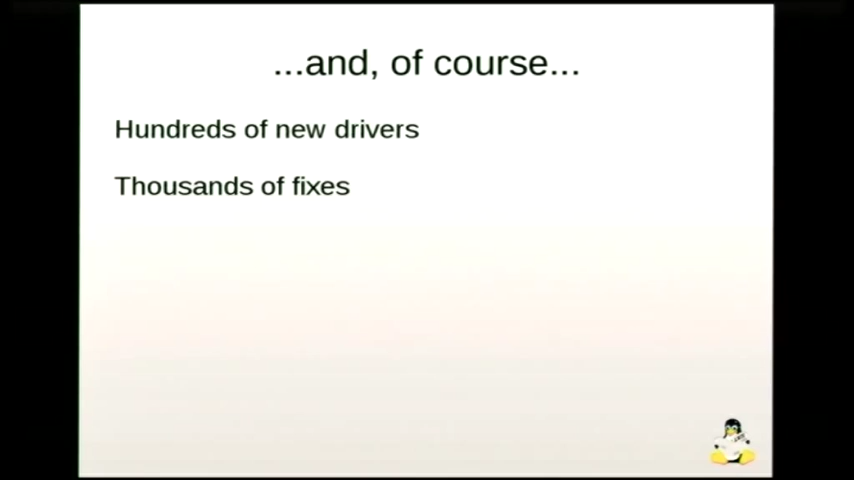 ...and, of course...
Hundreds of new drivers
Thousands of fixes